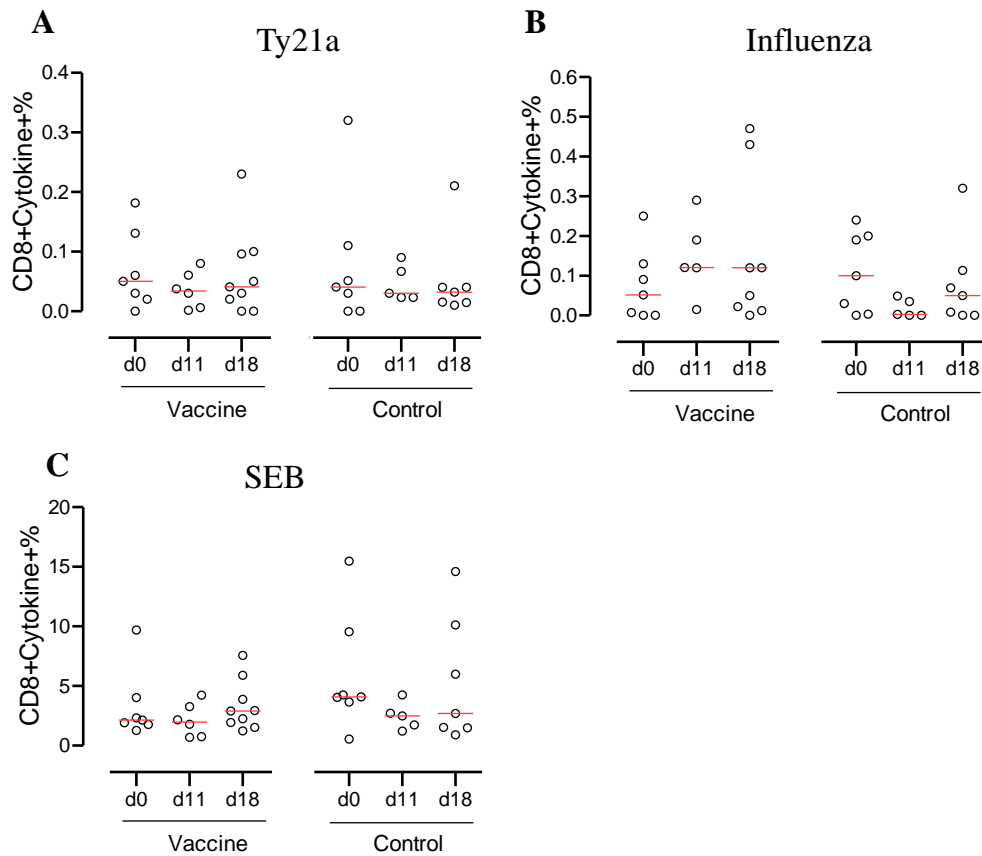 A
Ty21a
CD8+Cytokine+%
0.4
0.3
0.2
0.1
0.0
d0 d11 d18 d0 d11 d18
Vaccine Control
B
Influenza
CD8+Cytokine+%
0.6
0.5
0.4
0.3
0.2
0.1
0.0
d0 d11 d18 d0 d11 d18
Vaccine Control
C
SEB
CD8+Cytokine+%
20
15
10
5
0
d0 d11 d18 d0 d11 d18
Vaccine Control